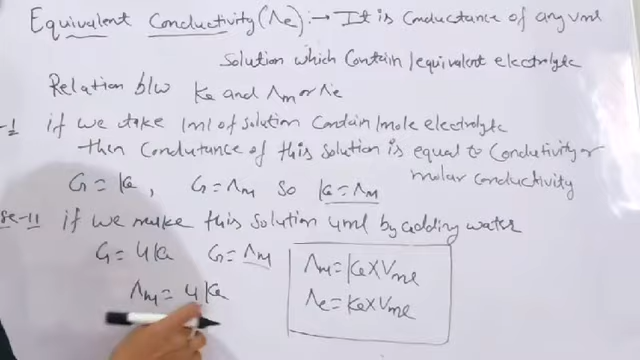 Equivalent Conductivity (Λe) :→ It is conductance of any vml
solution which contain 1 equivalent electrolyte
Relation b/w Ke and Λm or Λe
-1 if we take 1ml of solution contain 1mole electrolyte
then Condutance of this solution is equal to Conductivity or
molar conductivity
G = Ke, G = Λm so Ke = Λm
se-11 if we make this solution 4ml by adding water
G = 4Ke G = Λm
Λm = 4Ke
Λm = Ke x Vml
Λe = Ke x Vml